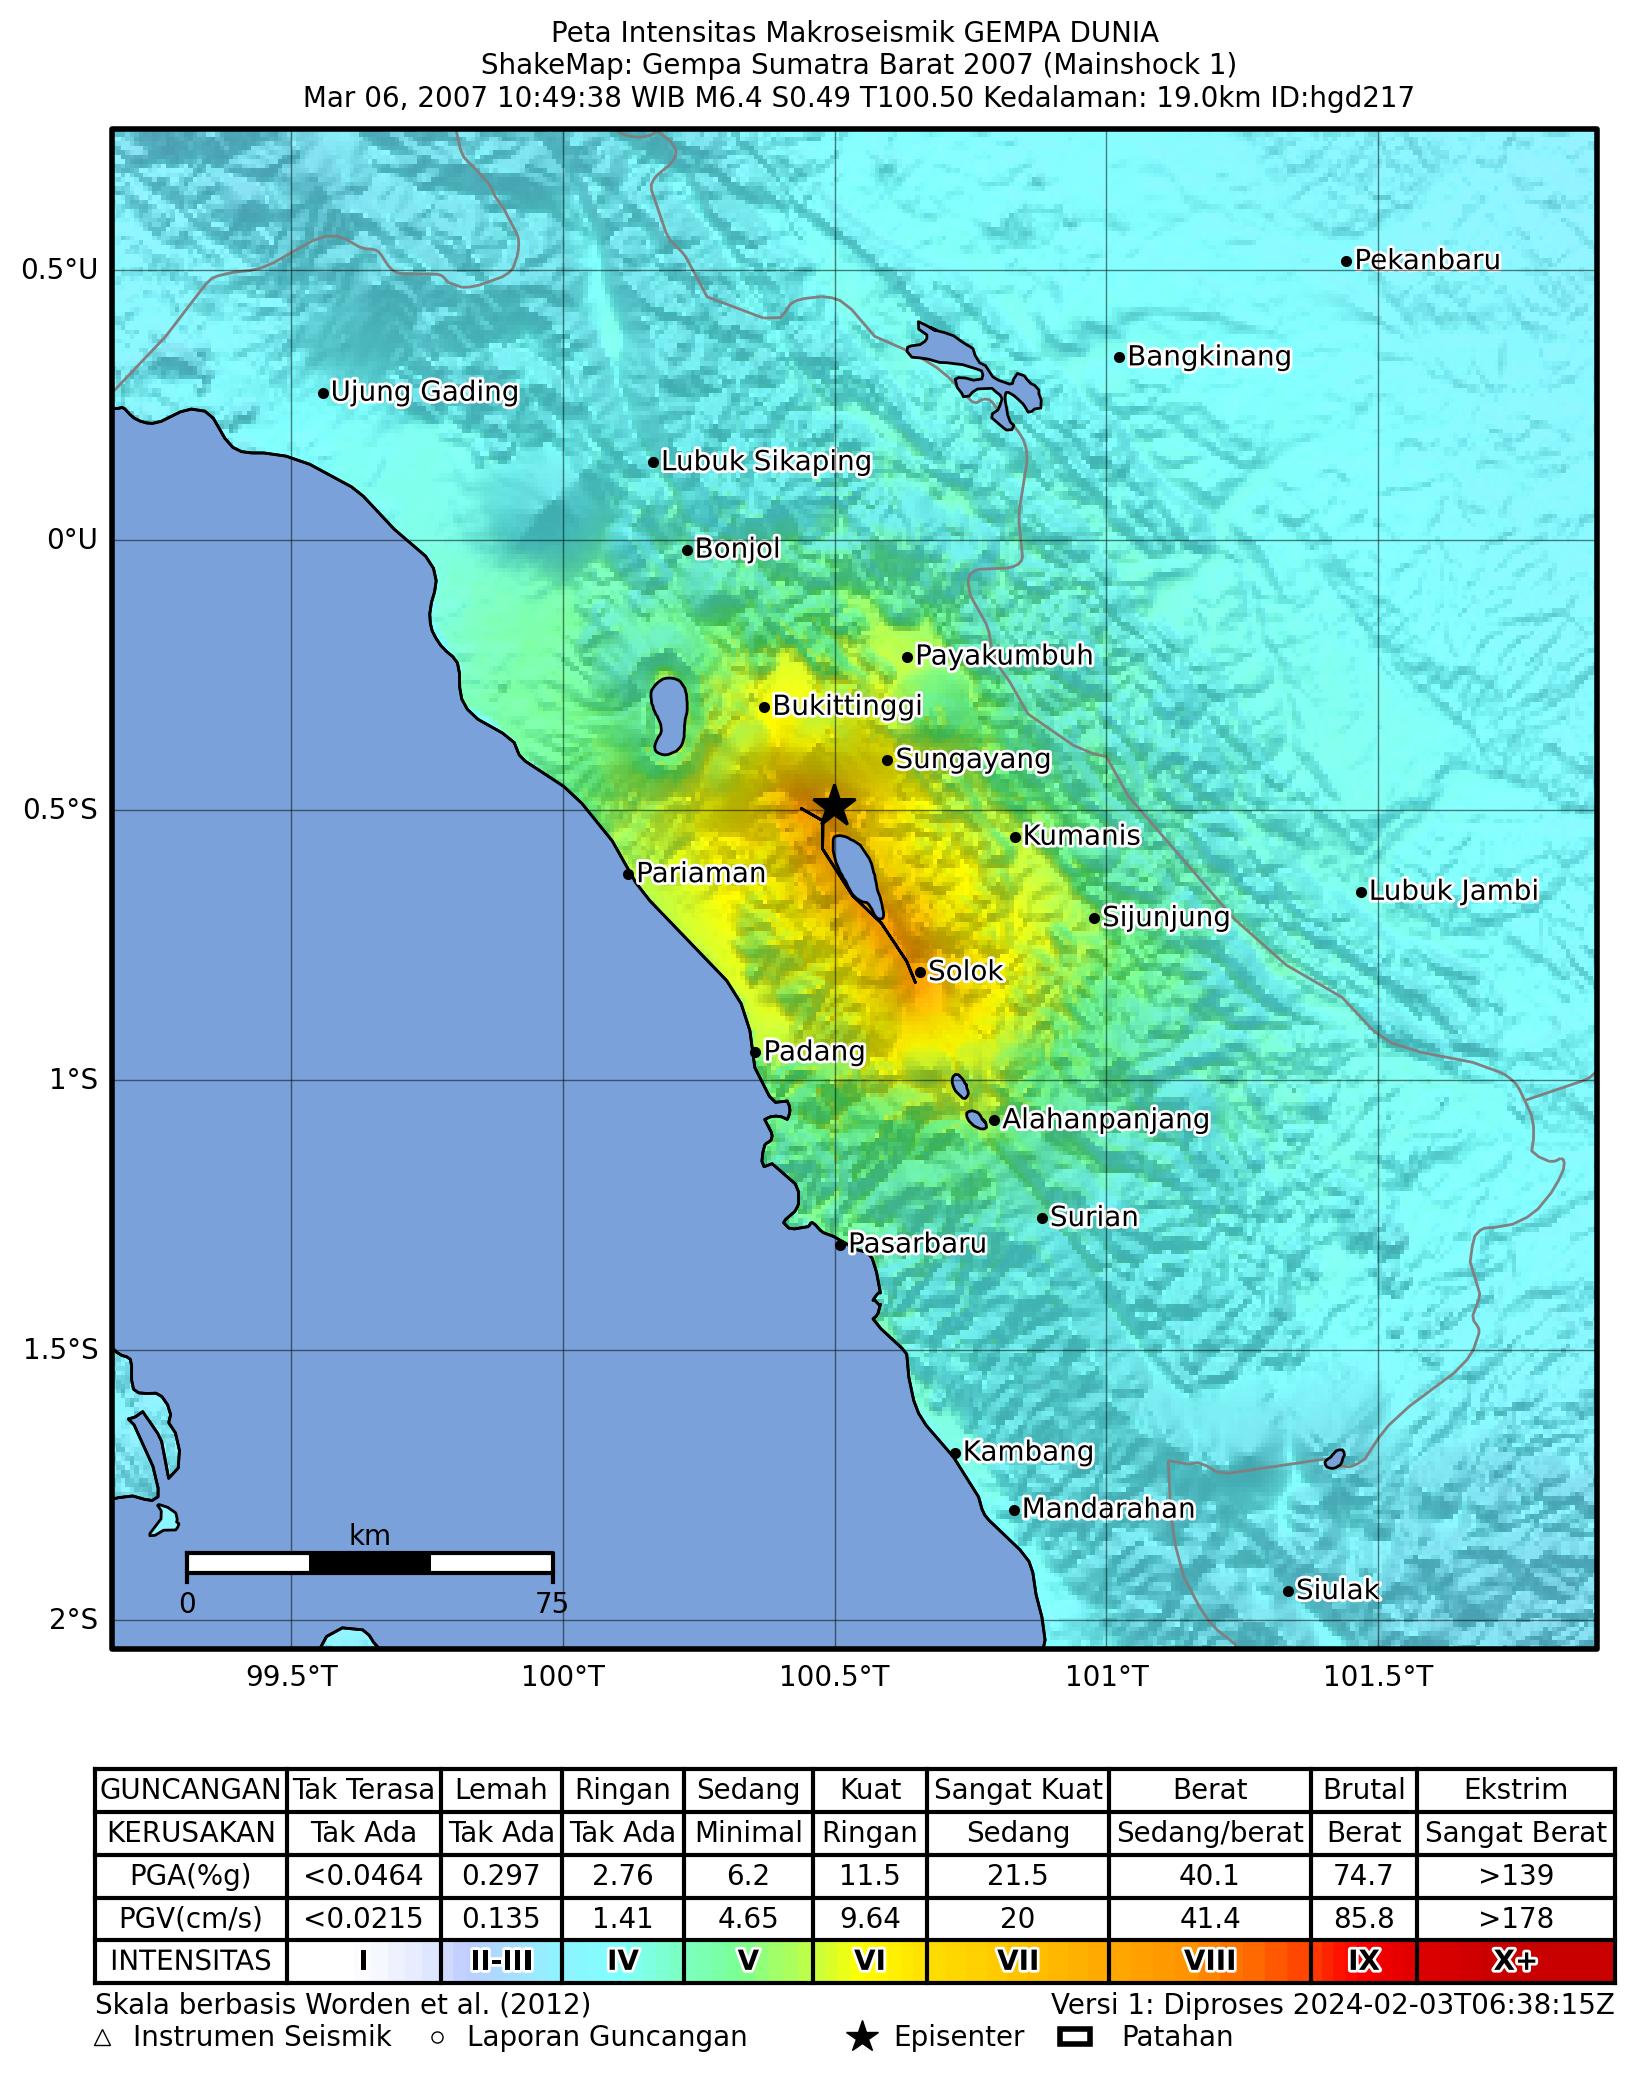 Peta Intensitas Makroseismik GEMPA DUNIA
ShakeMap: Gempa Sumatra Barat 2007 (Mainshock 1)
Mar 06, 2007 10:49:38 WIB M6.4 S0.49 T100.50 Kedalaman: 19.0km ID:hgd217
Pekanbaru
0.5°U
Bangkinang
Ujung Gading
Lubuk Sikaping
0°U
Bonjol
Payakumbuh
Bukittinggi
Sungayang
0.5°S
Kumanis
Pariaman
Lubuk Jambi
Sijunjung
Solok
Padang
1°S
Alahanpanjang
Surian
Pasarbaru
1.5°S
Kambang
Mandarahan
km
Siulak
0 75
2°S
99.5°T 100°T 100.5°T 101°T 101.5°T
GUNCANGAN Tak Terasa Lemah Ringan Sedang Kuat Sangat Kuat Berat Brutal Ekstrim
KERUSAKAN Tak Ada Tak Ada Tak Ada Minimal Ringan Sedang Sedang/berat Berat Sangat Berat
PGA(%g) <0.0464 0.297 2.76 6.2 11.5 21.5 40.1 74.7 >139
PGV(cm/s) <0.0215 0.135 1.41 4.65 9.64 20 41.4 85.8 >178
INTENSITAS I II-III IV V VI VII VIII IX X+
Skala berbasis Worden et al. (2012) Versi 1: Diproses 2024-02-03T06:38:15Z
Instrumen Seismik Laporan Guncangan Episenter Patahan